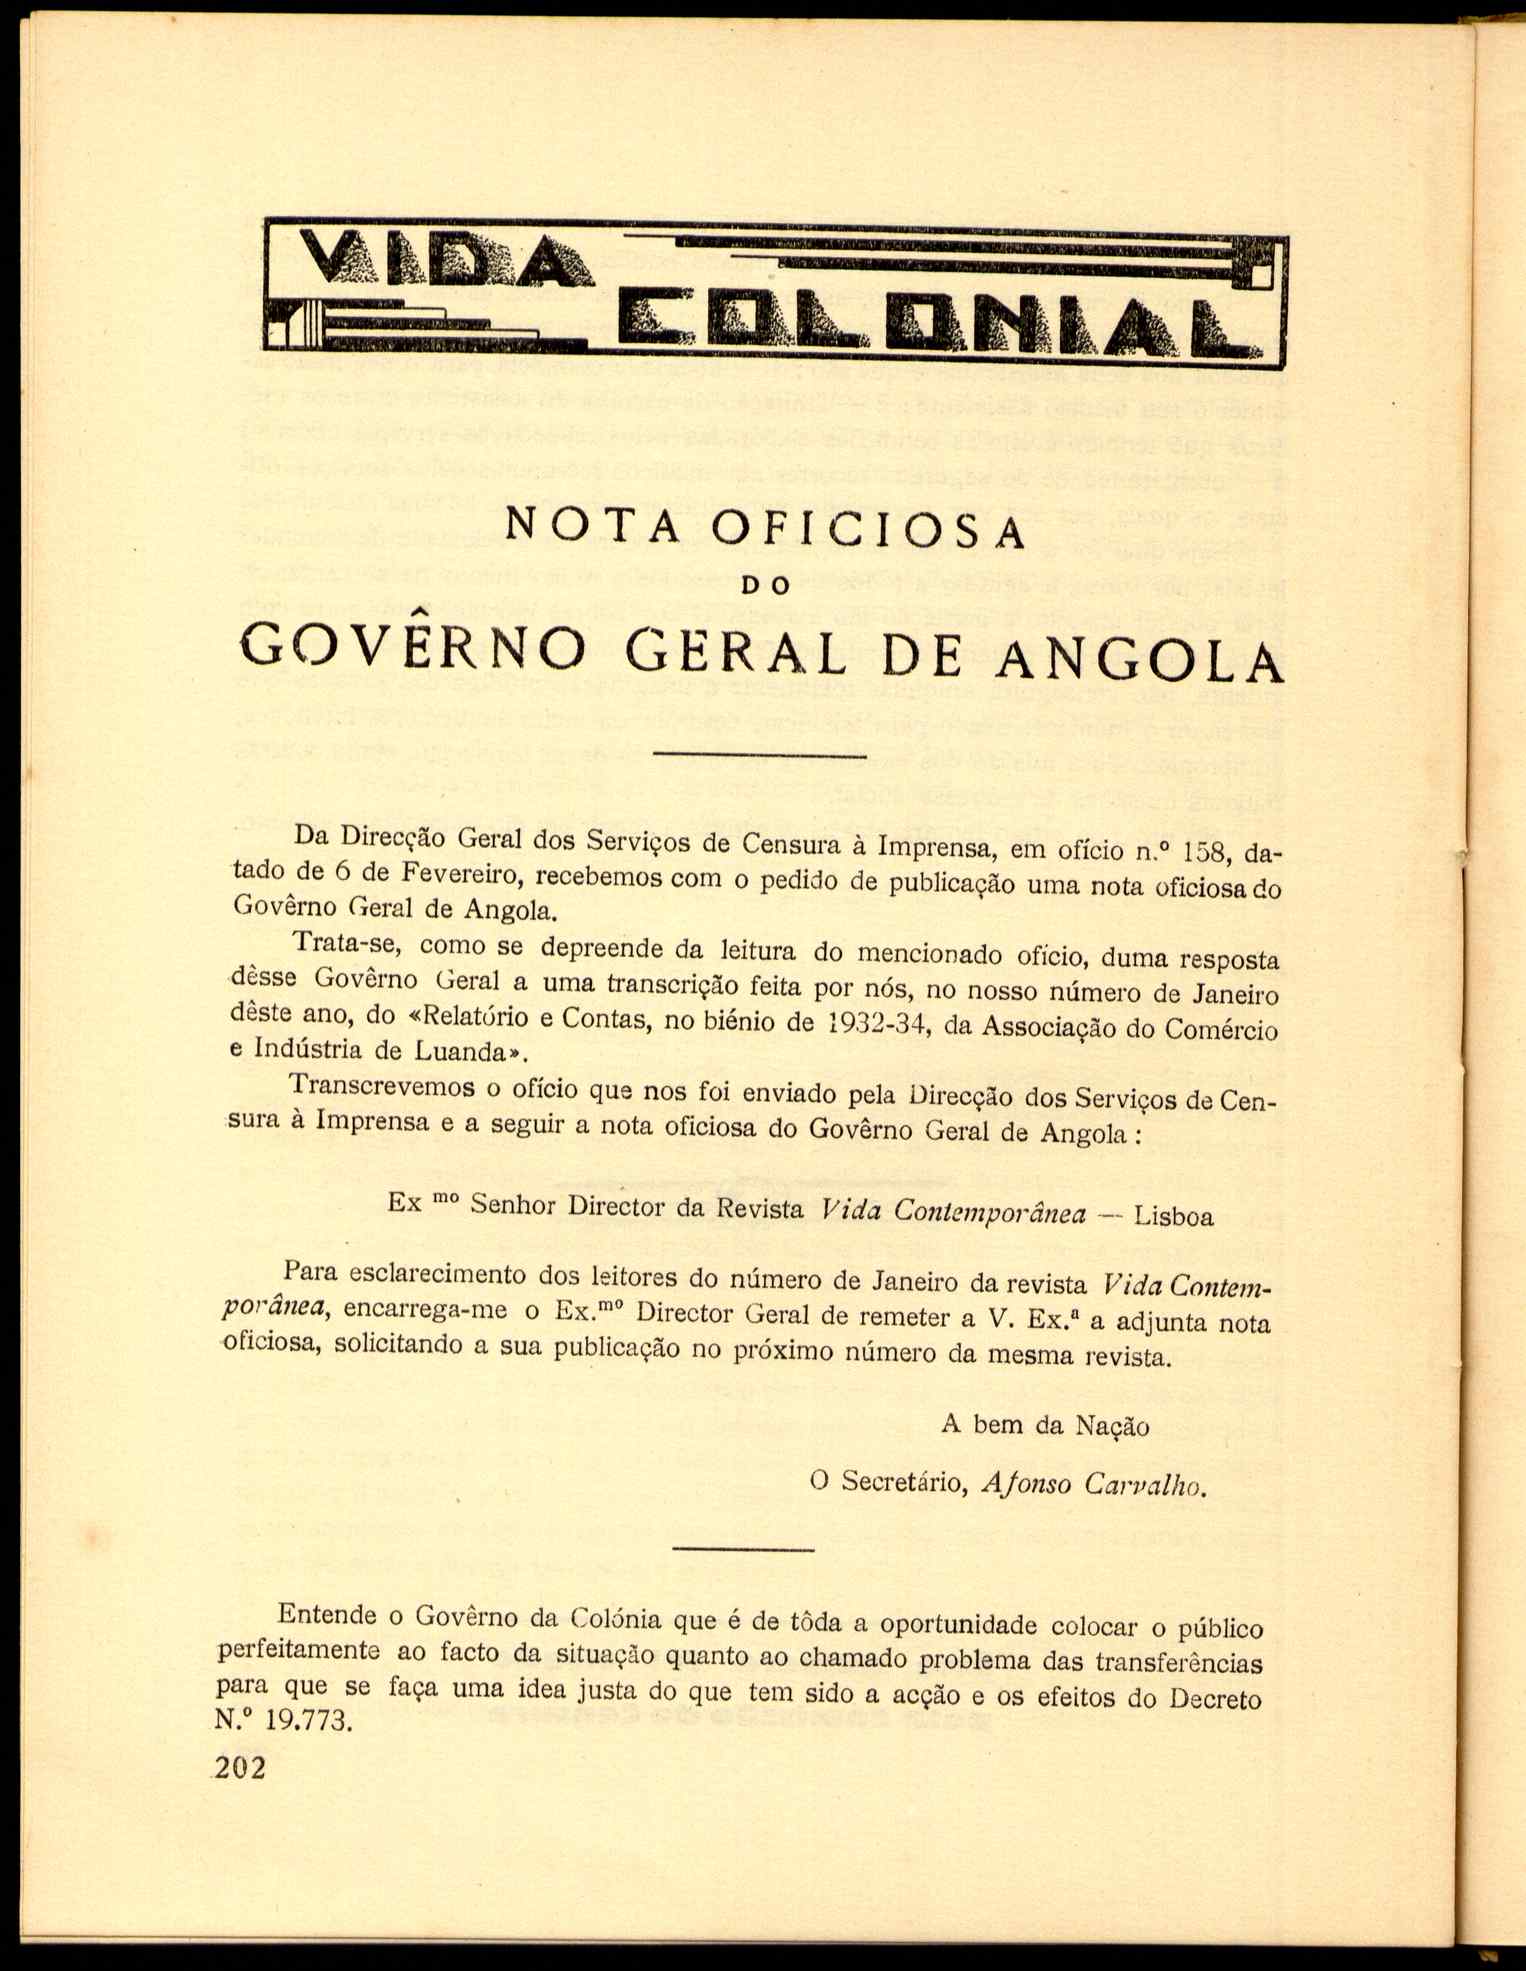 VIDA
COLONIAL
NOTA OFICIOSA
DO
GOVÊRNO GERAL DE ANGOLA
Da Direcção Geral dos Serviços de Censura à Imprensa, em ofício n.º 158, da-
tado de 6 de Fevereiro, recebemos com o pedido de publicação uma nota oficiosa do
Govêrno Geral de Angola.
Trata-se, como se depreende da leitura do mencionado ofício, duma resposta
dêsse Govêrno Geral a uma transcrição feita por nós, no nosso número de Janeiro
dêste ano, do «Relatório e Contas, no biénio de 1932-34, da Associação do Comércio
e Indústria de Luanda».
Transcrevemos o ofício que nos foi enviado pela Direcção dos Serviços de Cen-
sura à Imprensa e a seguir a nota oficiosa do Govêrno Geral de Angola :
Ex mo Senhor Director da Revista Vida Contemporânea — Lisboa
Para esclarecimento dos leitores do número de Janeiro da revista Vida Contem-
porânea, encarrega-me o Ex.mo Director Geral de remeter a V. Ex.ª a adjunta nota
oficiosa, solicitando a sua publicação no próximo número da mesma revista.
A bem da Nação
O Secretário, Afonso Carvalho.
Entende o Govêrno da Colónia que é de tôda a oportunidade colocar o público
perfeitamente ao facto da situação quanto ao chamado problema das transferências
para que se faça uma idea justa do que tem sido a acção e os efeitos do Decreto
N.º 19.773.
202